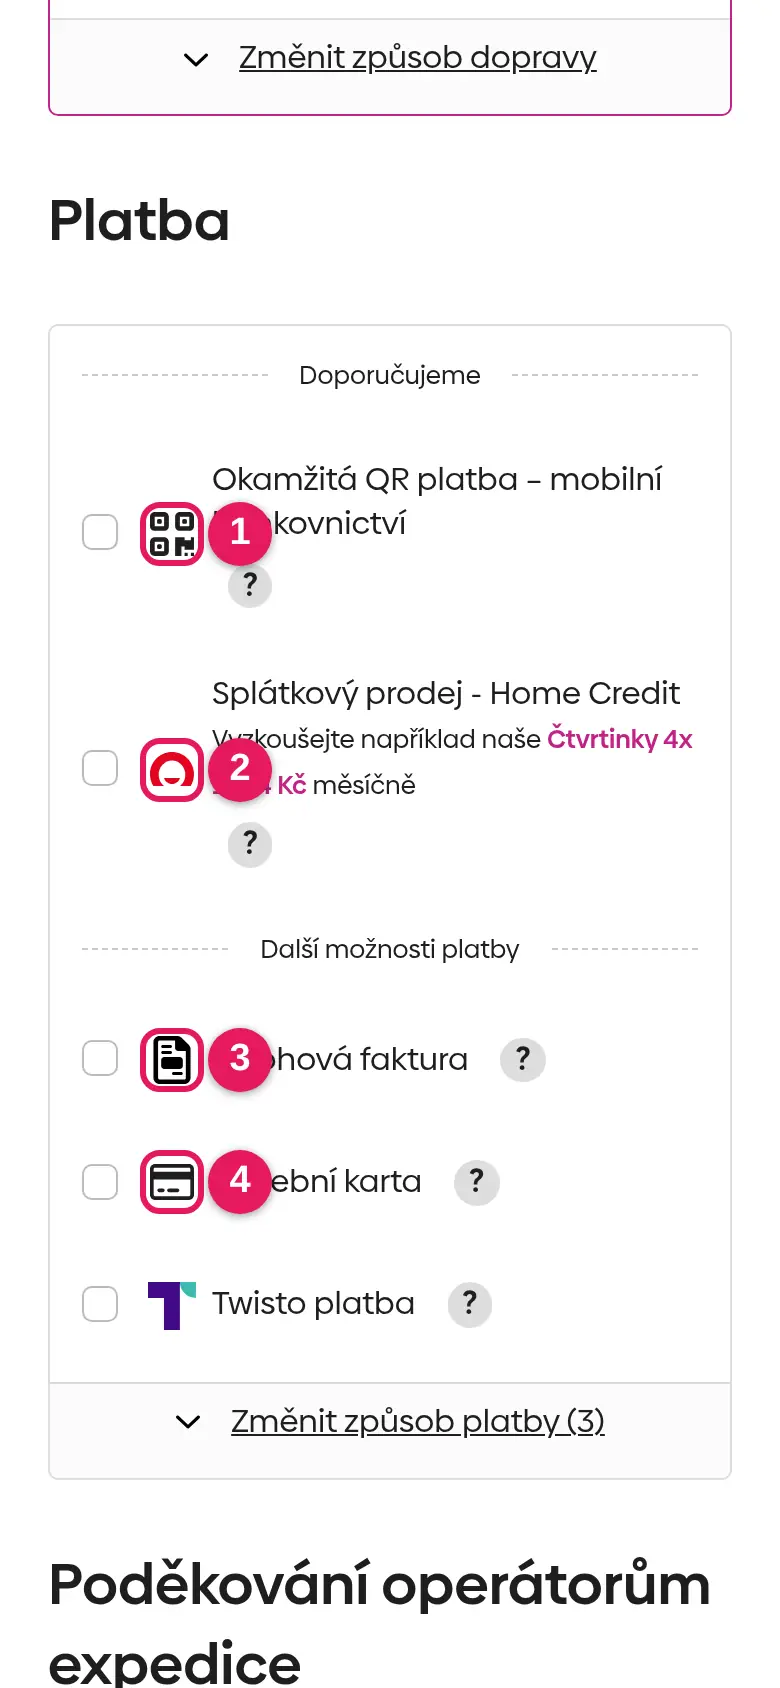 Změnit způsob dopravy
Platba
Doporučujeme
Okamžitá QR platba – mobilní
kovnictví
1
?
Splátkový prodej - Home Credit
Vyzkoušejte například naše Čtvrtinky 4x
Kč měsíčně
2
?
Další možnosti platby
3
faktura ?
4
ební karta ?
Twisto platba ?
Změnit způsob platby (3)
Poděkování operátorům
expedice